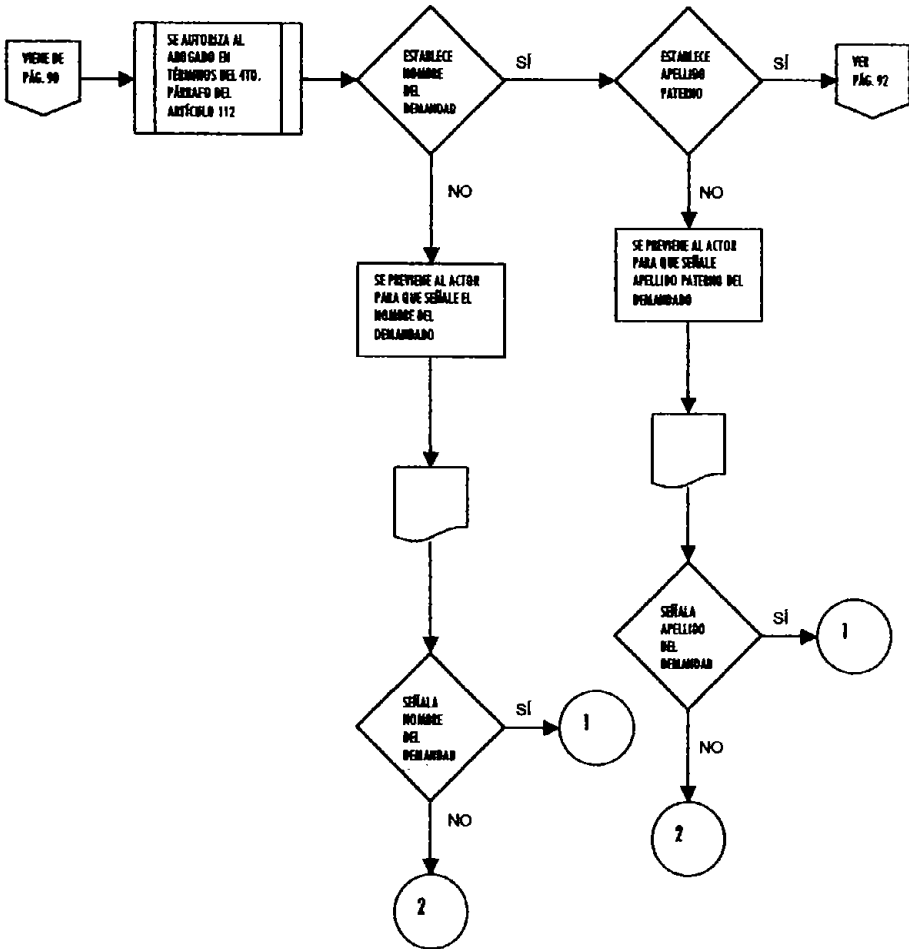 VIENE DE
PÁG. 90
SE AUTORIZA AL
ABOGADO EN
TÉRMINOS DEL 4TO.
PÁRRAFO DEL
ARTÍCULO 112
ESTABLECE
NOMBRE
DEL
DEMANDAD
SÍ
ESTABLECE
APELLIDO
PATERNO
SÍ
VER
PÁG. 92
NO
NO
SE PREVIENE AL ACTOR
PARA QUE SEÑALE EL
NOMBRE DEL
DEMANDADO
SE PREVIENE AL ACTOR
PARA QUE SEÑALE
APELLIDO PATERNO DEL
DEMANDADO
SEÑALA
APELLIDO
DEL
DEMANDAD
SÍ
1
SEÑALA
NOMBRE
DEL
DEMANDAD
SÍ
1
NO
2
NO
2